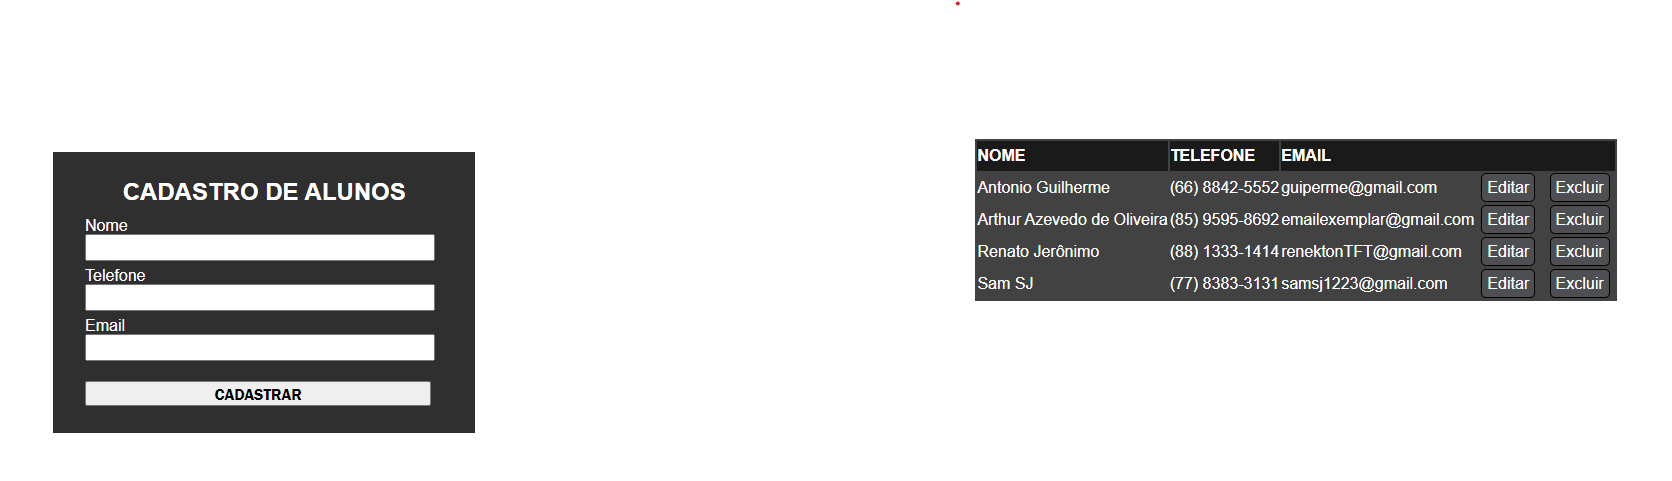 CADASTRO DE ALUNOS
Nome
Telefone
Email
CADASTRAR
NOME TELEFONE EMAIL
Antonio Guilherme (66) 8842-5552 guiperme@gmail.com Editar Excluir
Arthur Azevedo de Oliveira (85) 9595-8692 emailexemplar@gmail.com Editar Excluir
Renato Jerônimo (88) 1333-1414 renektonTFT@gmail.com Editar Excluir
Sam SJ (77) 8383-3131 samsj1223@gmail.com Editar Excluir